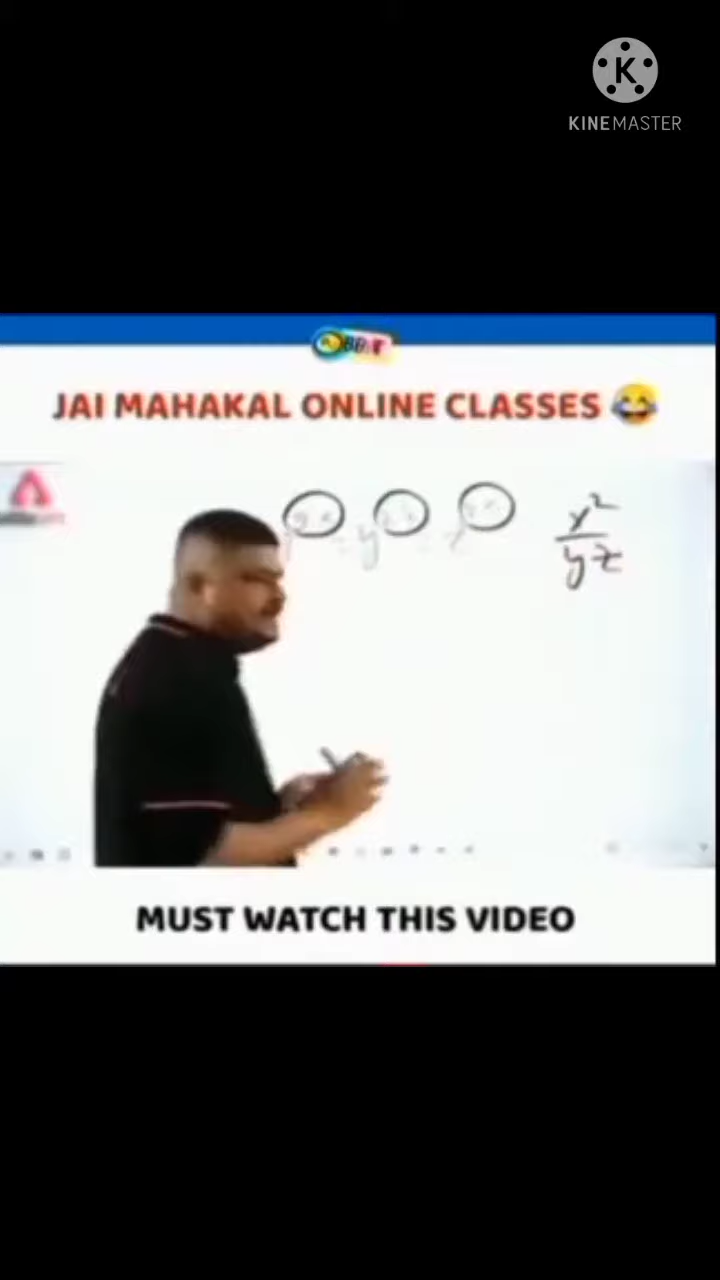 K
KINEMASTER
JAI MAHAKAL ONLINE CLASSES 😂
x²
yz
MUST WATCH THIS VIDEO